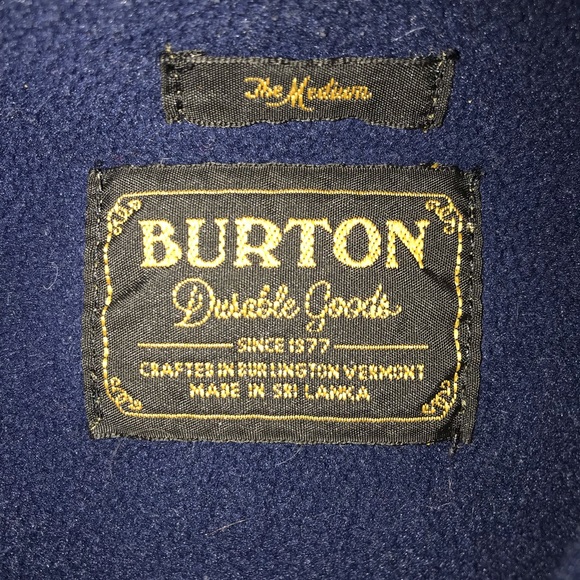 The Medium
BURTON
Durable Goods
SINCE 1977
CRAFTED IN BURLINGTON VERMONT
MADE IN SRI LANKA